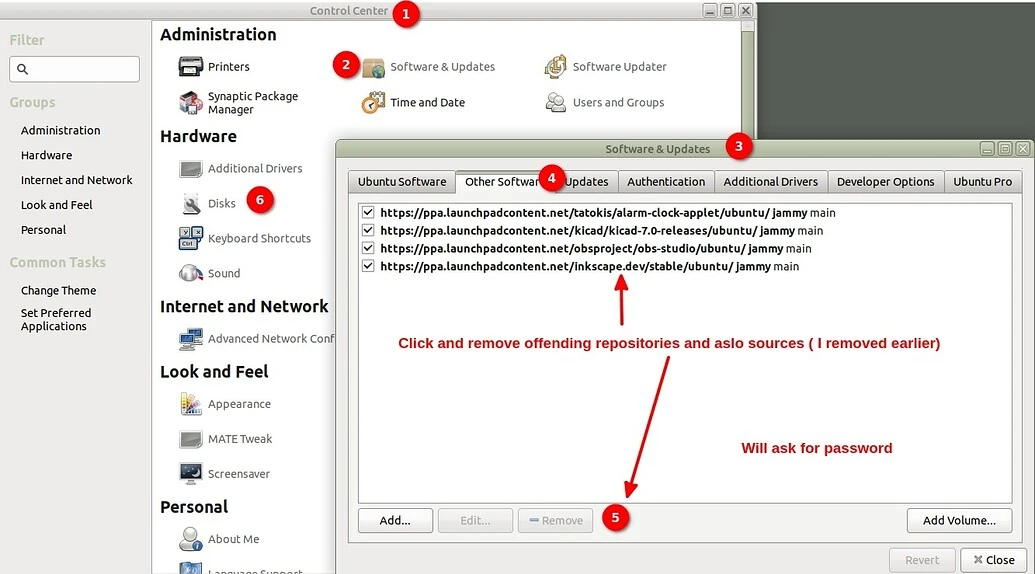 Control Center
1
Filter
Groups
Administration
Hardware
Internet and Network
Look and Feel
Personal
Common Tasks
Change Theme
Set Preferred
Applications
Administration
Printers
2
Software & Updates
Software Updater
Synaptic Package
Manager
Time and Date
Users and Groups
Hardware
Additional Drivers
Disks
6
Keyboard Shortcuts
Sound
Internet and Network
Advanced Network Conf
Look and Feel
Appearance
MATE Tweak
Screensaver
Personal
About Me
Language Support
Software & Updates
3
Ubuntu Software
Other Softwar
4
Updates
Authentication
Additional Drivers
Developer Options
Ubuntu Pro
https://ppa.launchpadcontent.net/tatokis/alarm-clock-applet/ubuntu/ jammy main
https://ppa.launchpadcontent.net/kicad/kicad-7.0-releases/ubuntu/ jammy main
https://ppa.launchpadcontent.net/obsproject/obs-studio/ubuntu/ jammy main
https://ppa.launchpadcontent.net/inkscape.dev/stable/ubuntu/ jammy main
Click and remove offending repositories and aslo sources ( I removed earlier)
Will ask for password
Add...
Edit...
Remove
5
Add Volume...
Revert
Close